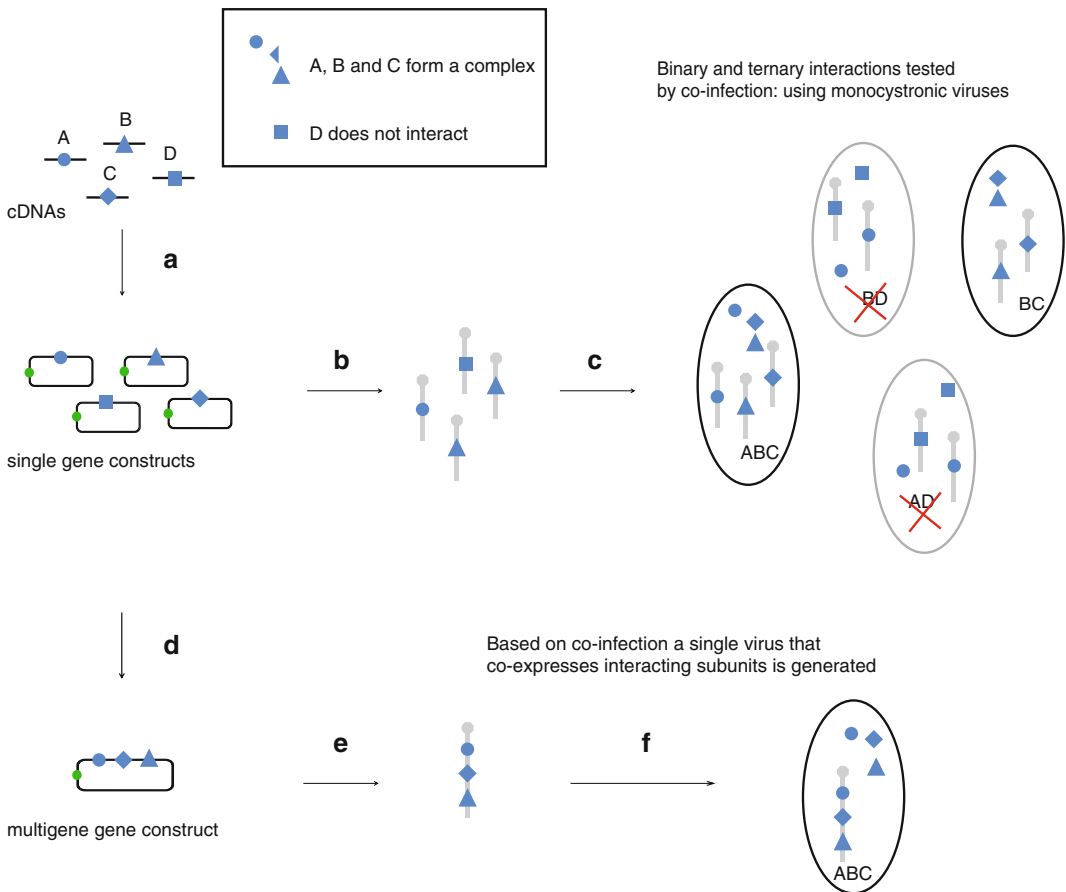 A, B and C form a complex
D does not interact
Binary and ternary interactions tested
by co-infection: using monocystronic viruses
A
B
C
D
cDNAs
a
single gene constructs
b
c
ABC
BD
BC
AD
d
Based on co-infection a single virus that
co-expresses interacting subunits is generated
multigene gene construct
e
f
ABC